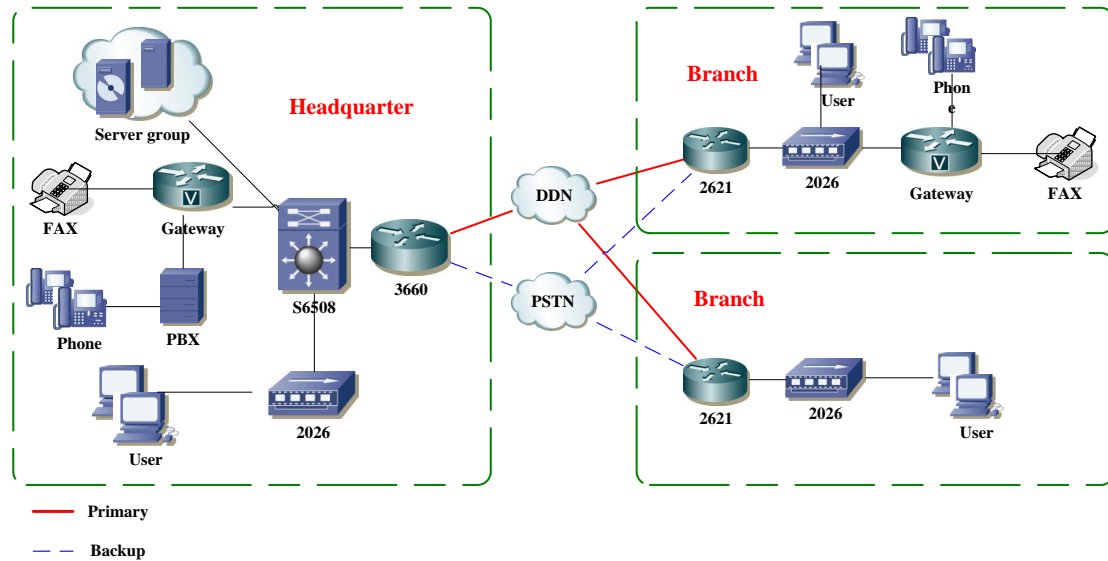 Headquarter
Server group
FAX
Gateway
S6508
3660
Phone
PBX
2026
User
DDN
PSTN
Branch
User
Phon
e
2621
2026
Gateway
FAX
V
V
Branch
2621
2026
User
Primary
Backup